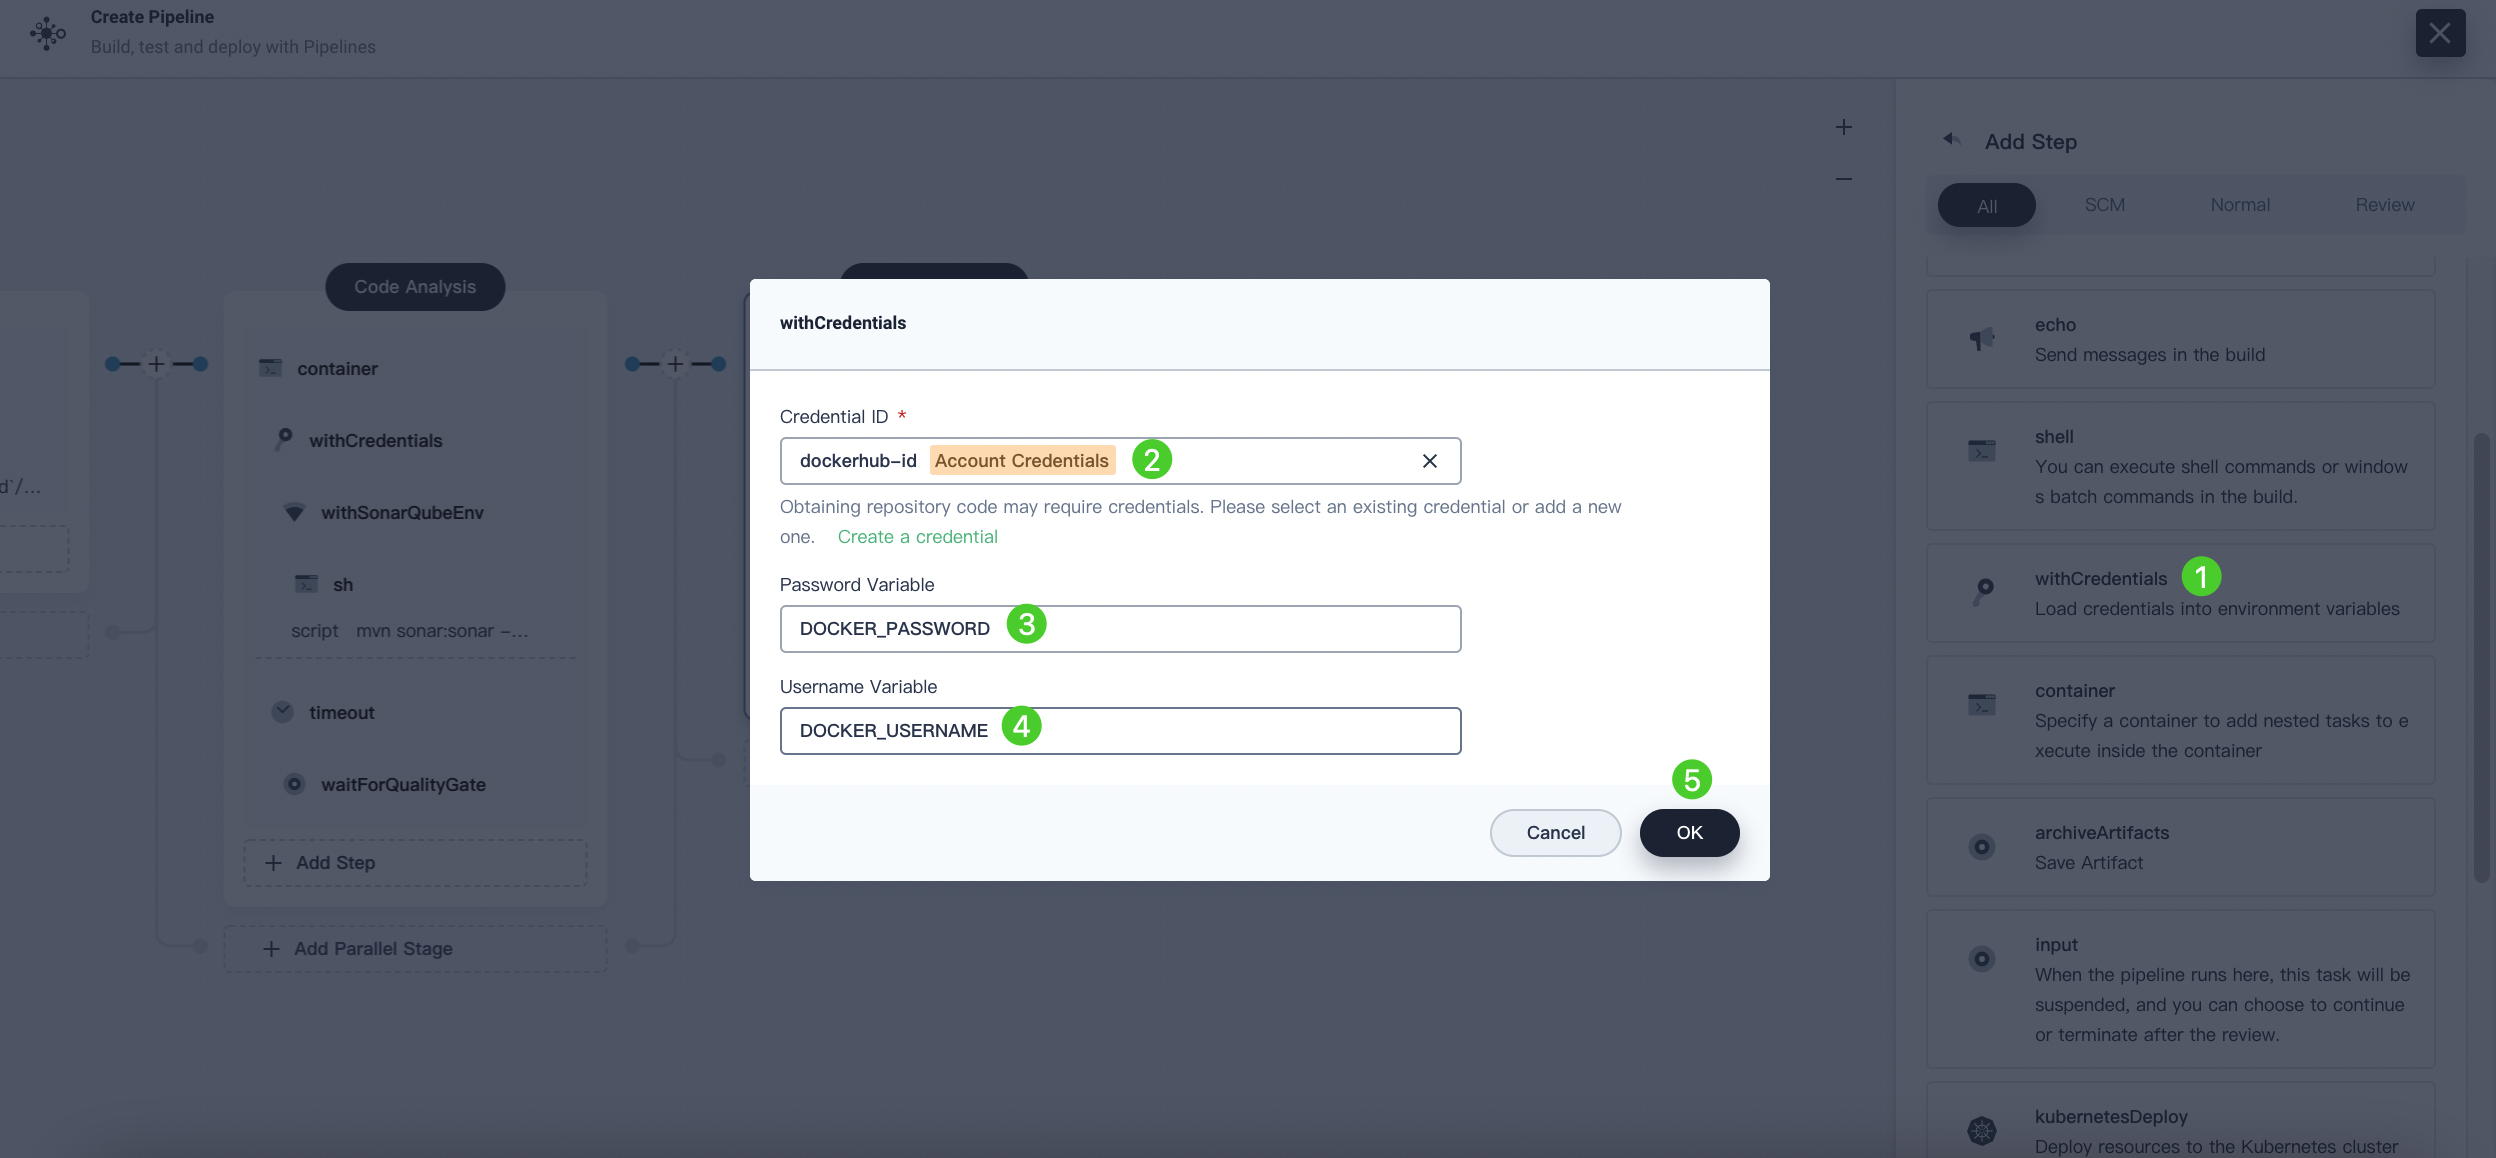 Create Pipeline
Build, test and deploy with Pipelines
Code Analysis
d`/...
container
withCredentials
withSonarQubeEnv
sh
script mvn sonar:sonar -...
timeout
waitForQualityGate
Add Step
Add Parallel Stage
withCredentials
Credential ID *
dockerhub-id Account Credentials 2
Obtaining repository code may require credentials. Please select an existing credential or add a new
one. Create a credential
Password Variable
DOCKER_PASSWORD 3
Username Variable
DOCKER_USERNAME 4
5
Cancel OK
Add Step
All SCM Normal Review
echo
Send messages in the build
shell
You can execute shell commands or window
s batch commands in the build.
withCredentials 1
Load credentials into environment variables
container
Specify a container to add nested tasks to e
xecute inside the container
archiveArtifacts
Save Artifact
input
When the pipeline runs here, this task will be
suspended, and you can choose to continue
or terminate after the review.
kubernetesDeploy
Deploy resources to the Kubernetes cluster